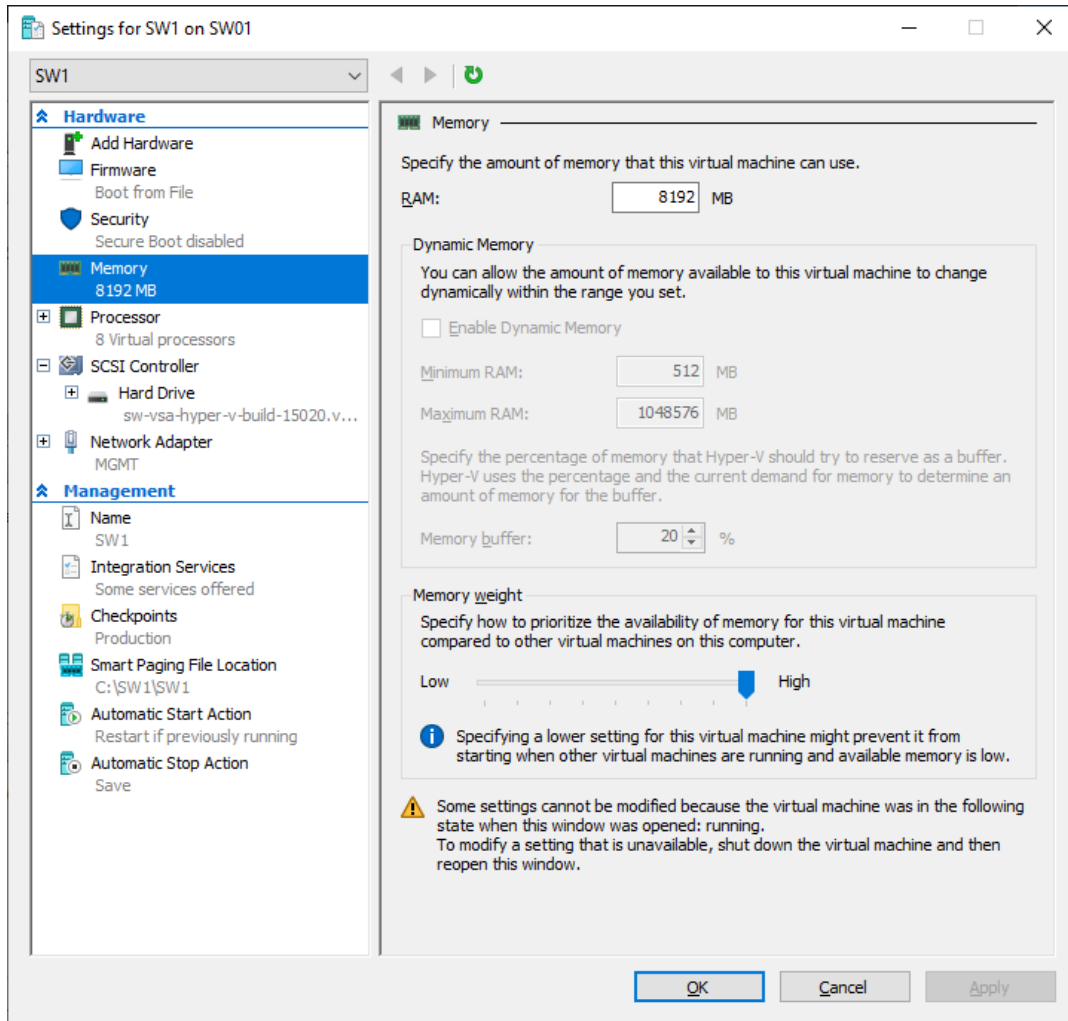 Settings for SW1 on SW01
SW1
Hardware
Add Hardware
Firmware
Boot from File
Security
Secure Boot disabled
Memory
8192 MB
Processor
8 Virtual processors
SCSI Controller
Hard Drive
sw-vsa-hyper-v-build-15020.v...
Network Adapter
MGMT
Management
Name
SW1
Integration Services
Some services offered
Checkpoints
Production
Smart Paging File Location
C:\SW1\SW1
Automatic Start Action
Restart if previously running
Automatic Stop Action
Save
Memory
Specify the amount of memory that this virtual machine can use.
RAM: 8192 MB
Dynamic Memory
You can allow the amount of memory available to this virtual machine to change
dynamically within the range you set.
Enable Dynamic Memory
Minimum RAM: 512 MB
Maximum RAM: 1048576 MB
Specify the percentage of memory that Hyper-V should try to reserve as a buffer.
Hyper-V uses the percentage and the current demand for memory to determine an
amount of memory for the buffer.
Memory buffer: 20 %
Memory weight
Specify how to prioritize the availability of memory for this virtual machine
compared to other virtual machines on this computer.
Low High
Specifying a lower setting for this virtual machine might prevent it from
starting when other virtual machines are running and available memory is low.
Some settings cannot be modified because the virtual machine was in the following
state when this window was opened: running.
To modify a setting that is unavailable, shut down the virtual machine and then
reopen this window.
OK Cancel Apply